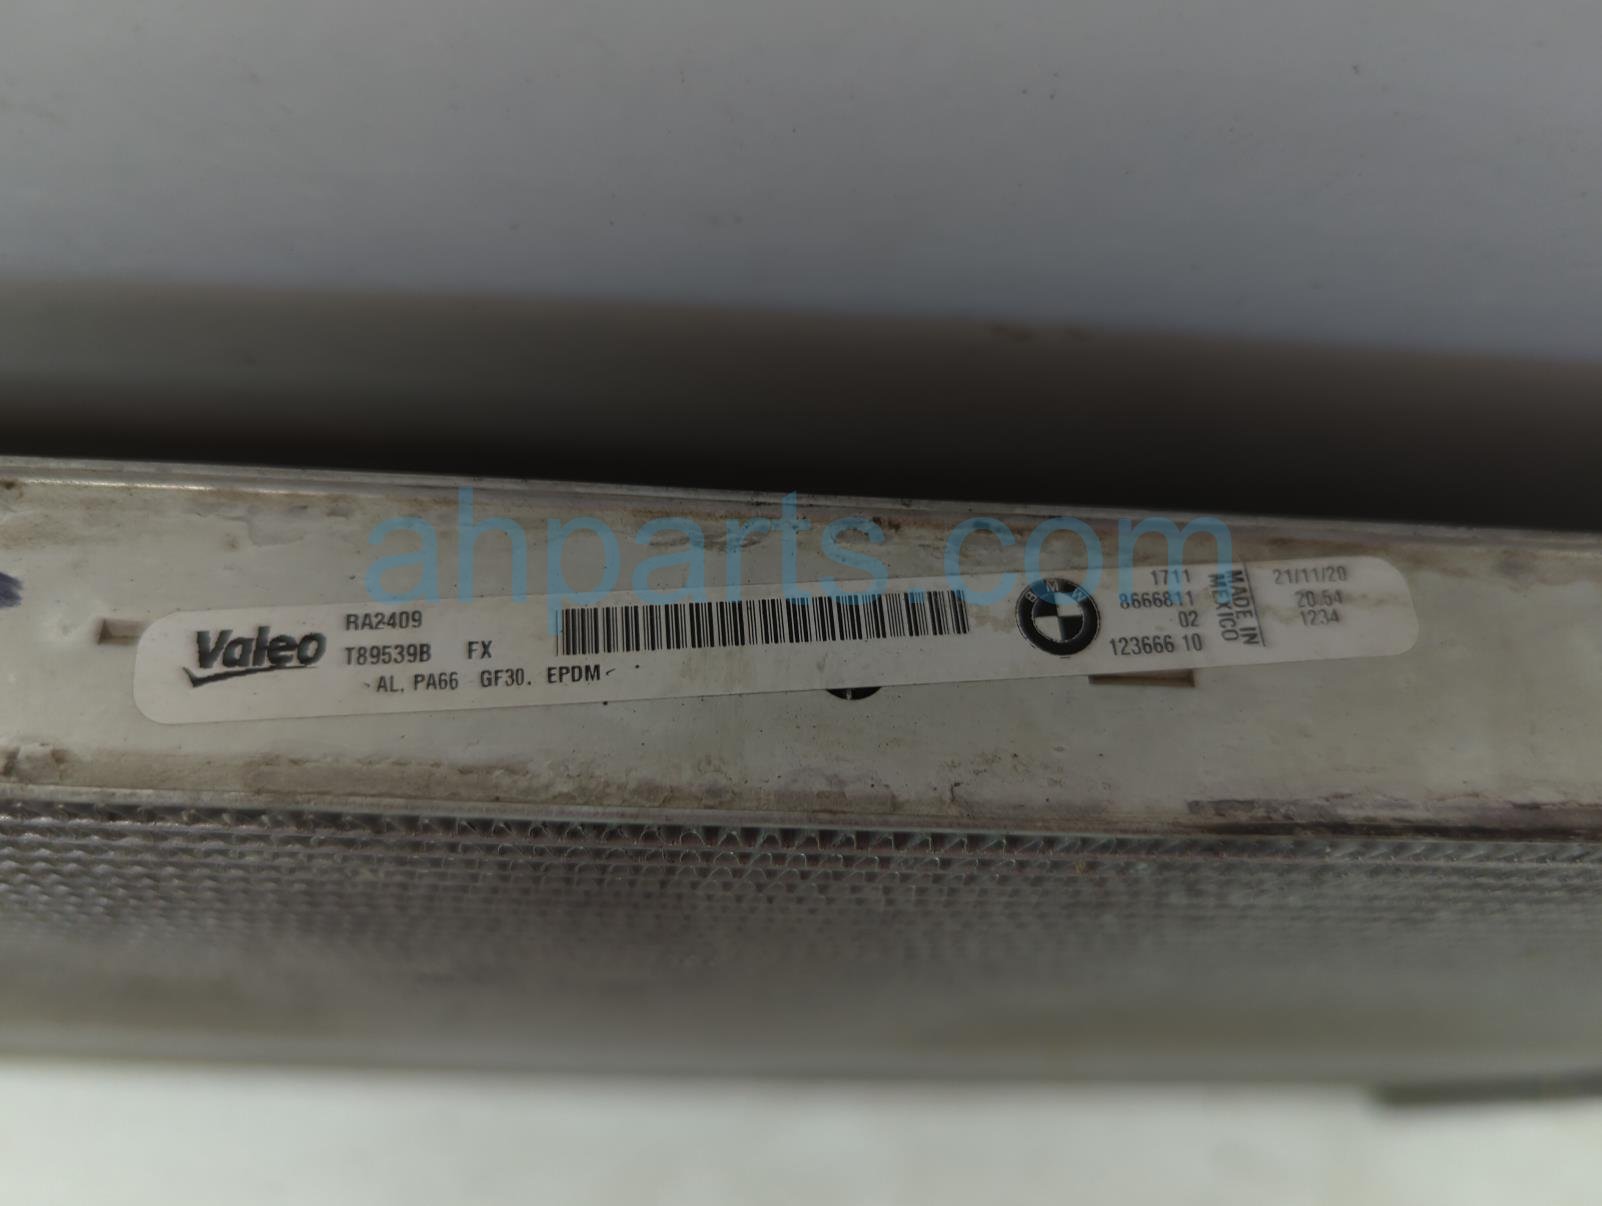 ahparts.com
Valeo
RA2409
T89539B FX
AL, PA66 GF30. EPDM
BMW
1711
8666811
02
123666 10
MADE IN
MEXICO
21/11/20
20:54
1234